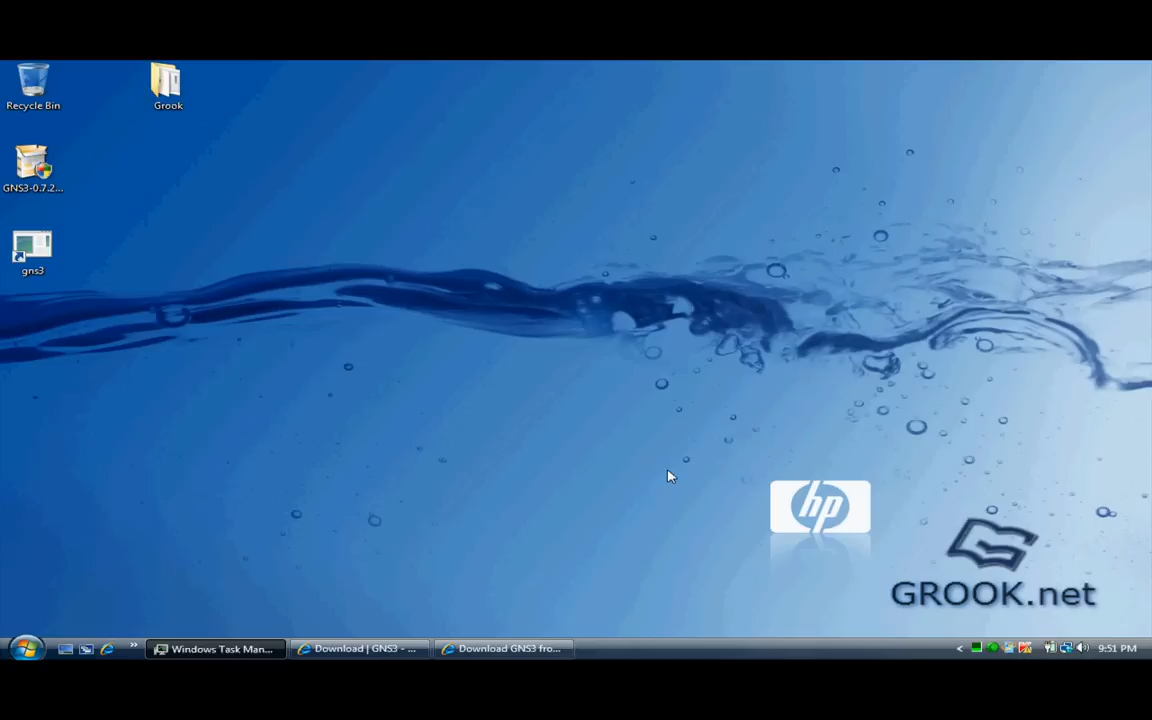 Recycle Bin
Grook
GNS3-0.7.2...
gns3
hp
GROOK.net
Windows Task Man...
Download | GNS3 - ...
Download GNS3 fro...
9:51 PM